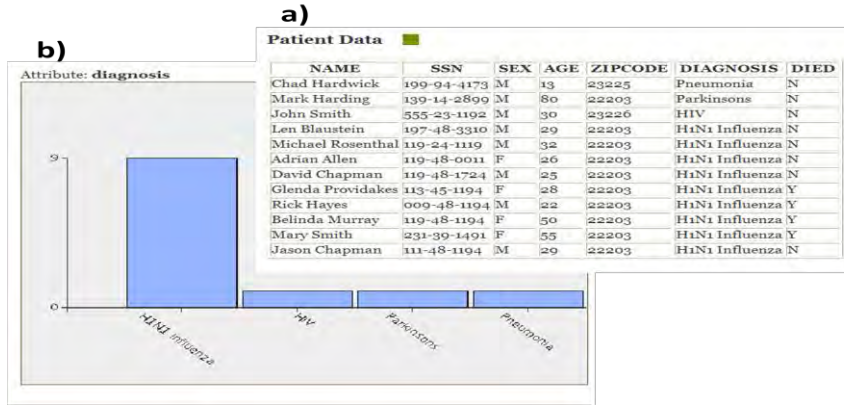 a)
Patient Data
NAME SSN SEX AGE ZIPCODE DIAGNOSIS DIED
Chad Hardwick 199-94-4173 M 13 23225 Pneumonia N
Mark Harding 139-14-2899 M 80 22203 Parkinsons N
John Smith 555-23-1192 M 30 23226 HIV N
Len Blaustein 197-48-3310 M 29 22203 H1N1 Influenza N
Michael Rosenthal 119-24-1119 M 32 22203 H1N1 Influenza N
Adrian Allen 119-48-0011 F 26 22203 H1N1 Influenza N
David Chapman 119-48-1724 M 25 22203 H1N1 Influenza N
Glenda Providakes 113-45-1194 F 28 22203 H1N1 Influenza Y
Rick Hayes 009-48-1194 M 22 22203 H1N1 Influenza Y
Belinda Murray 119-48-1194 F 50 22203 H1N1 Influenza Y
Mary Smith 231-39-1491 F 55 22203 H1N1 Influenza Y
Jason Chapman 111-48-1194 M 29 22203 H1N1 Influenza N
b)
Attribute: diagnosis
9
0
H1N1 Influenza
HIV
Parkinsons
Pneumonia